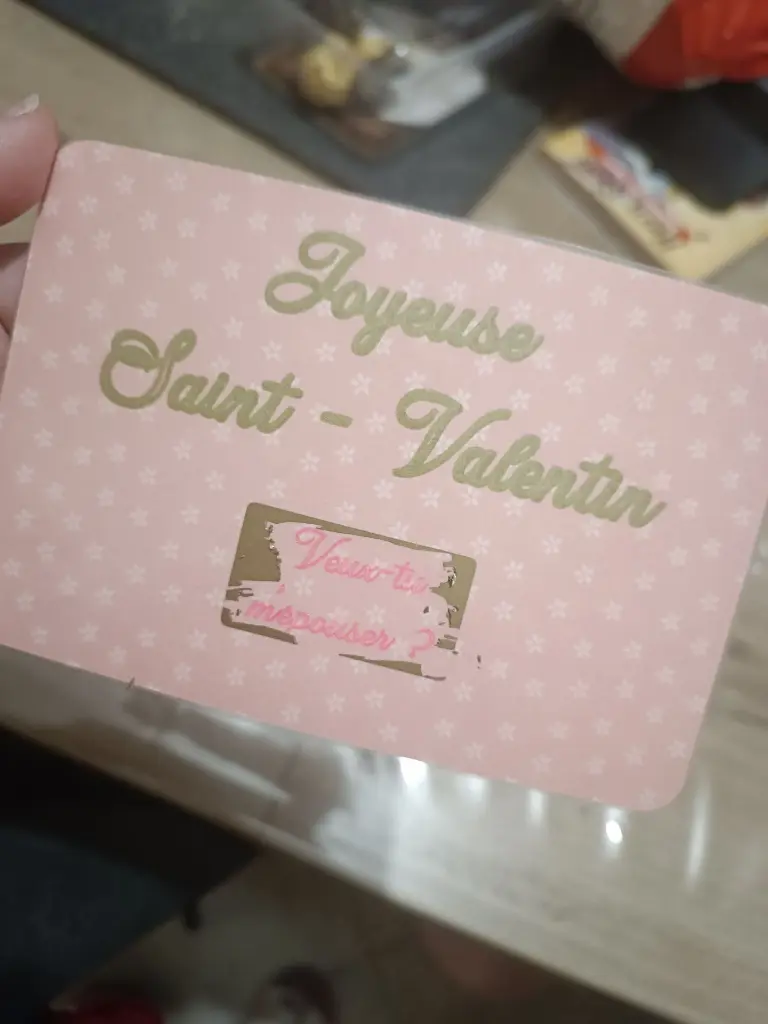 Joyeuse
Saint - Valentin
Veux-tu
m'épouser ?